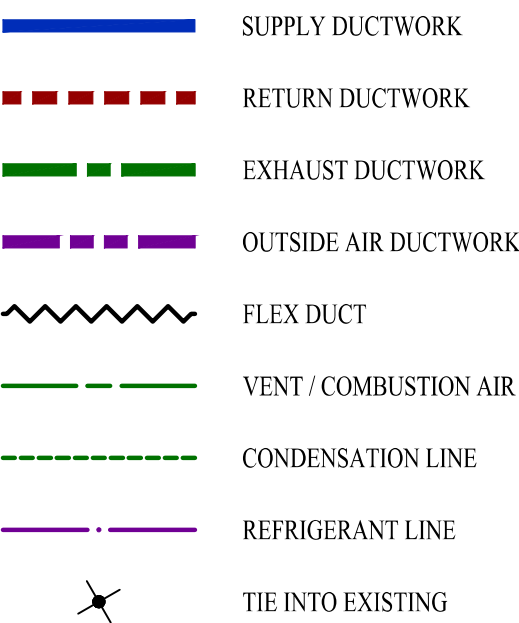 SUPPLY DUCTWORK
RETURN DUCTWORK
EXHAUST DUCTWORK
OUTSIDE AIR DUCTWORK
FLEX DUCT
VENT / COMBUSTION AIR
CONDENSATION LINE
REFRIGERANT LINE
TIE INTO EXISTING